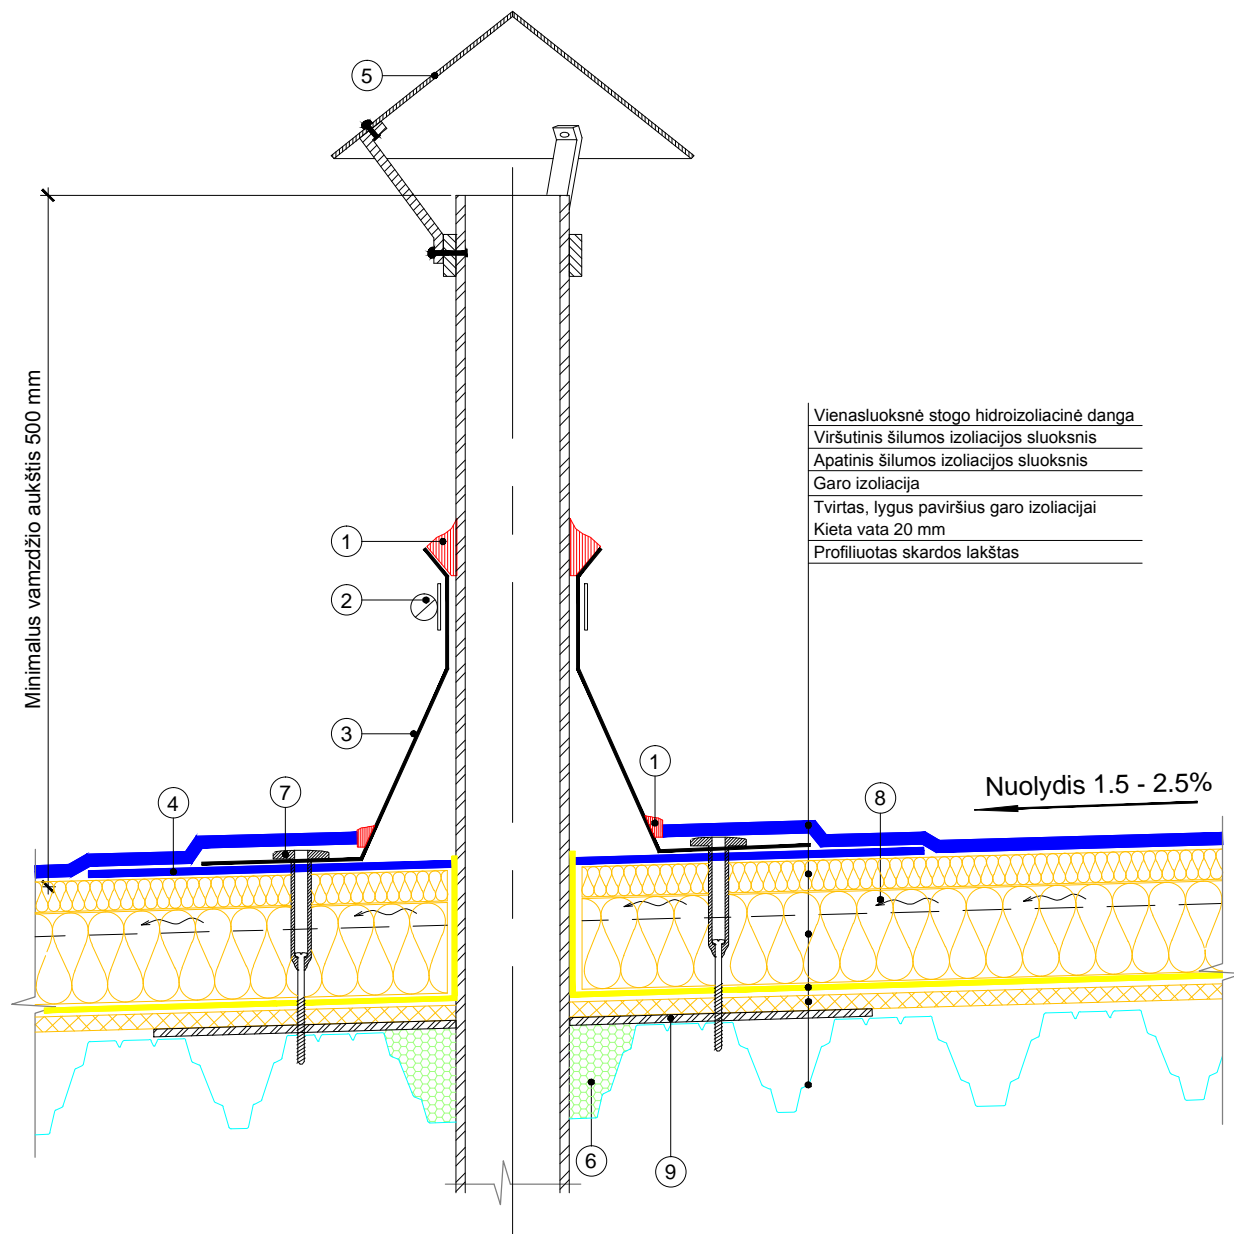 5
Minimalus vamzdžio aukštis 500 mm
Vienasluoksnė stogo hidroizoliacinė danga
Viršutinis šilumos izoliacijos sluoksnis
Apatinis šilumos izoliacijos sluoksnis
Garo izoliacija
Tvirtas, lygus paviršius garo izoliacijai
Kieta vata 20 mm
Profiliuotas skardos lakštas
1
2
3
1
Nuolydis 1.5 - 2.5%
4
7
8
6
9